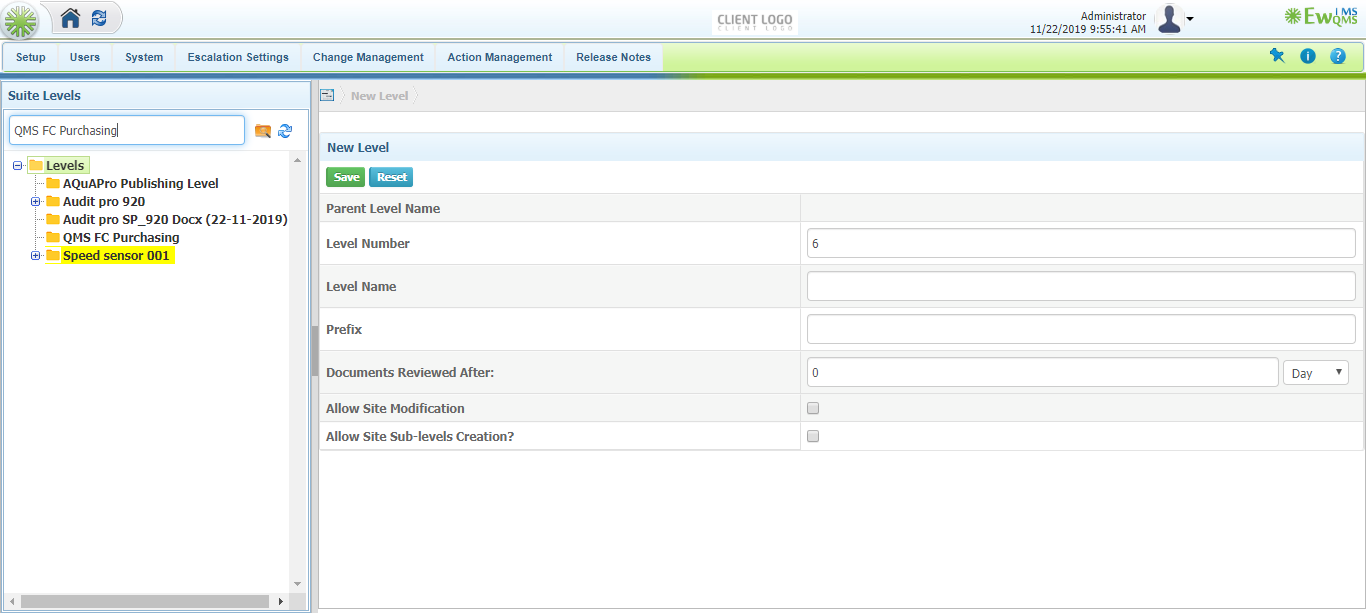 CLIENT LOGO
CLIENT LOGO
Administrator
11/22/2019 9:55:41 AM
EwQMS
iMS
Setup Users System Escalation Settings Change Management Action Management Release Notes
Suite Levels
QMS FC Purchasing
Levels
AQuAPro Publishing Level
Audit pro 920
Audit pro SP_920 Docx (22-11-2019)
QMS FC Purchasing
Speed sensor 001
New Level
New Level
Save Reset
Parent Level Name
Level Number 6
Level Name
Prefix
Documents Reviewed After: 0 Day
Allow Site Modification
Allow Site Sub-levels Creation?